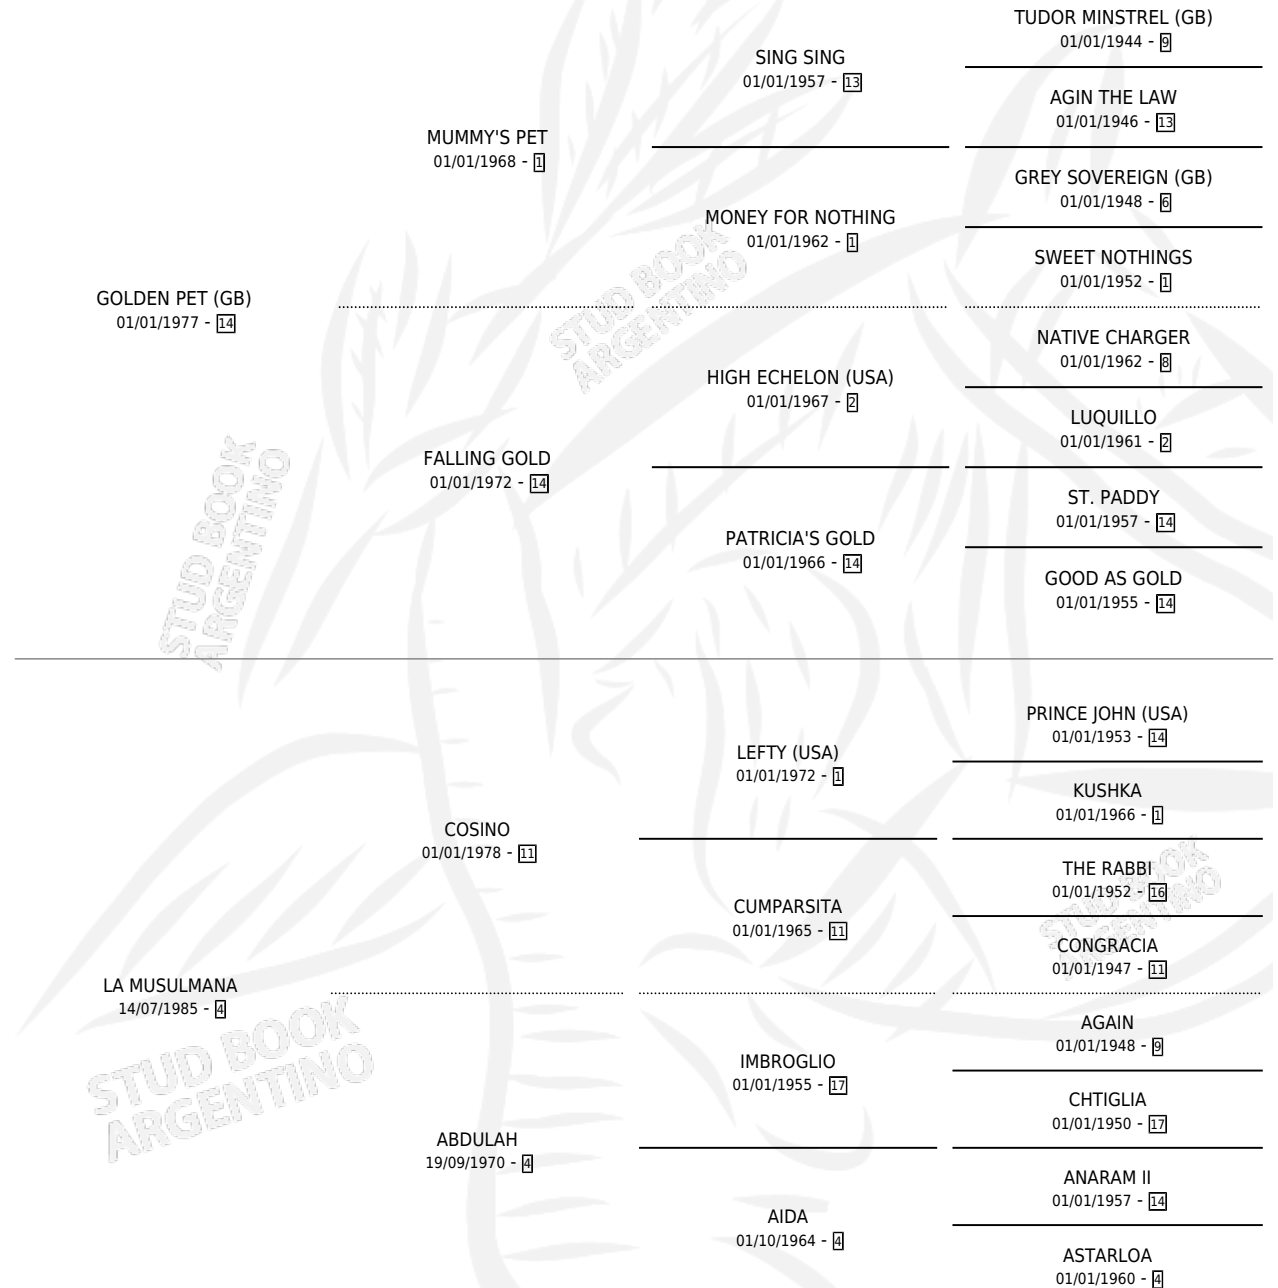 TUDOR MINSTREL (GB)
01/01/1944 - 9
SING SING
01/01/1957 - 13
AGIN THE LAW
01/01/1946 - 13
MUMMY'S PET
01/01/1968 - 1
GREY SOVEREIGN (GB)
01/01/1948 - 6
MONEY FOR NOTHING
01/01/1962 - 1
SWEET NOTHINGS
01/01/1952 - 1
GOLDEN PET (GB)
01/01/1977 - 14
STUD BOOK
ARGENTINO
NATIVE CHARGER
01/01/1962 - 8
HIGH ECHELON (USA)
01/01/1967 - 2
LUQUILLO
01/01/1961 - 2
FALLING GOLD
01/01/1972 - 14
ST. PADDY
01/01/1957 - 14
PATRICIA'S GOLD
01/01/1966 - 14
GOOD AS GOLD
01/01/1955 - 14
STUD BOOK
ARGENTINO
PRINCE JOHN (USA)
01/01/1953 - 14
LEFTY (USA)
01/01/1972 - 1
KUSHKA
01/01/1966 - 1
COSINO
01/01/1978 - 11
THE RABBI
01/01/1952 - 16
CUMPARSITA
01/01/1965 - 11
STUD BOOK
ARGENTINO
CONGRACIA
01/01/1947 - 11
LA MUSULMANA
14/07/1985 - 4
STUD BOOK
ARGENTINO
AGAIN
01/01/1948 - 9
IMBROGLIO
01/01/1955 - 17
CHTIGLIA
01/01/1950 - 17
ABDULAH
19/09/1970 - 4
ANARAM II
01/01/1957 - 14
AIDA
01/10/1964 - 4
ASTARLOA
01/01/1960 - 4